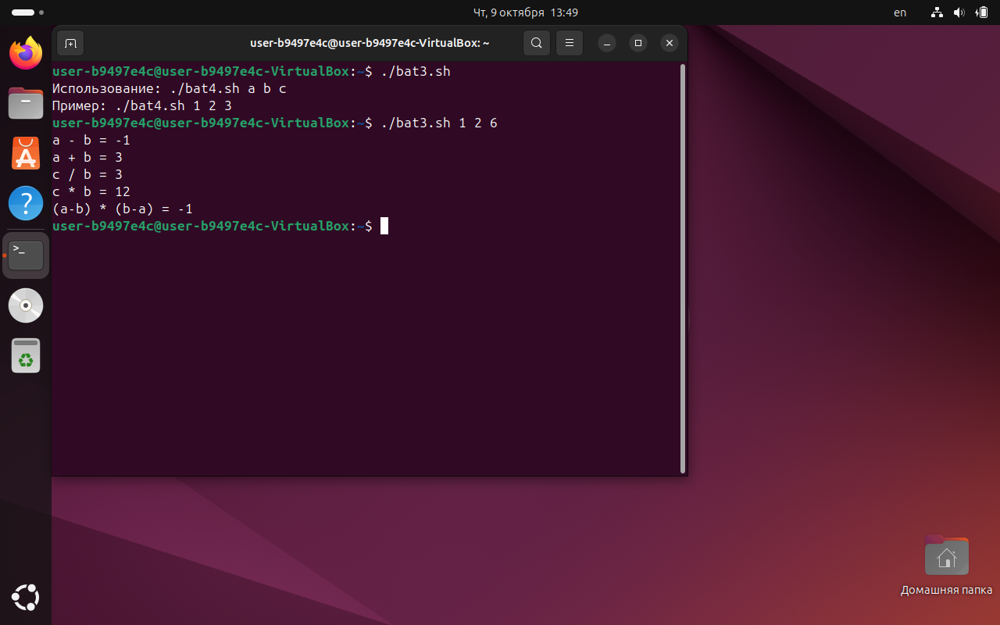 Чт, 9 октября 13:49
en
user-b9497e4c@user-b9497e4c-VirtualBox: ~
user-b9497e4c@user-b9497e4c-VirtualBox:~$ ./bat3.sh
Использование: ./bat4.sh a b c
Пример: ./bat4.sh 1 2 3
user-b9497e4c@user-b9497e4c-VirtualBox:~$ ./bat3.sh 1 2 6
a - b = -1
a + b = 3
c / b = 3
c * b = 12
(a-b) * (b-a) = -1
user-b9497e4c@user-b9497e4c-VirtualBox:~$
Домашняя папка